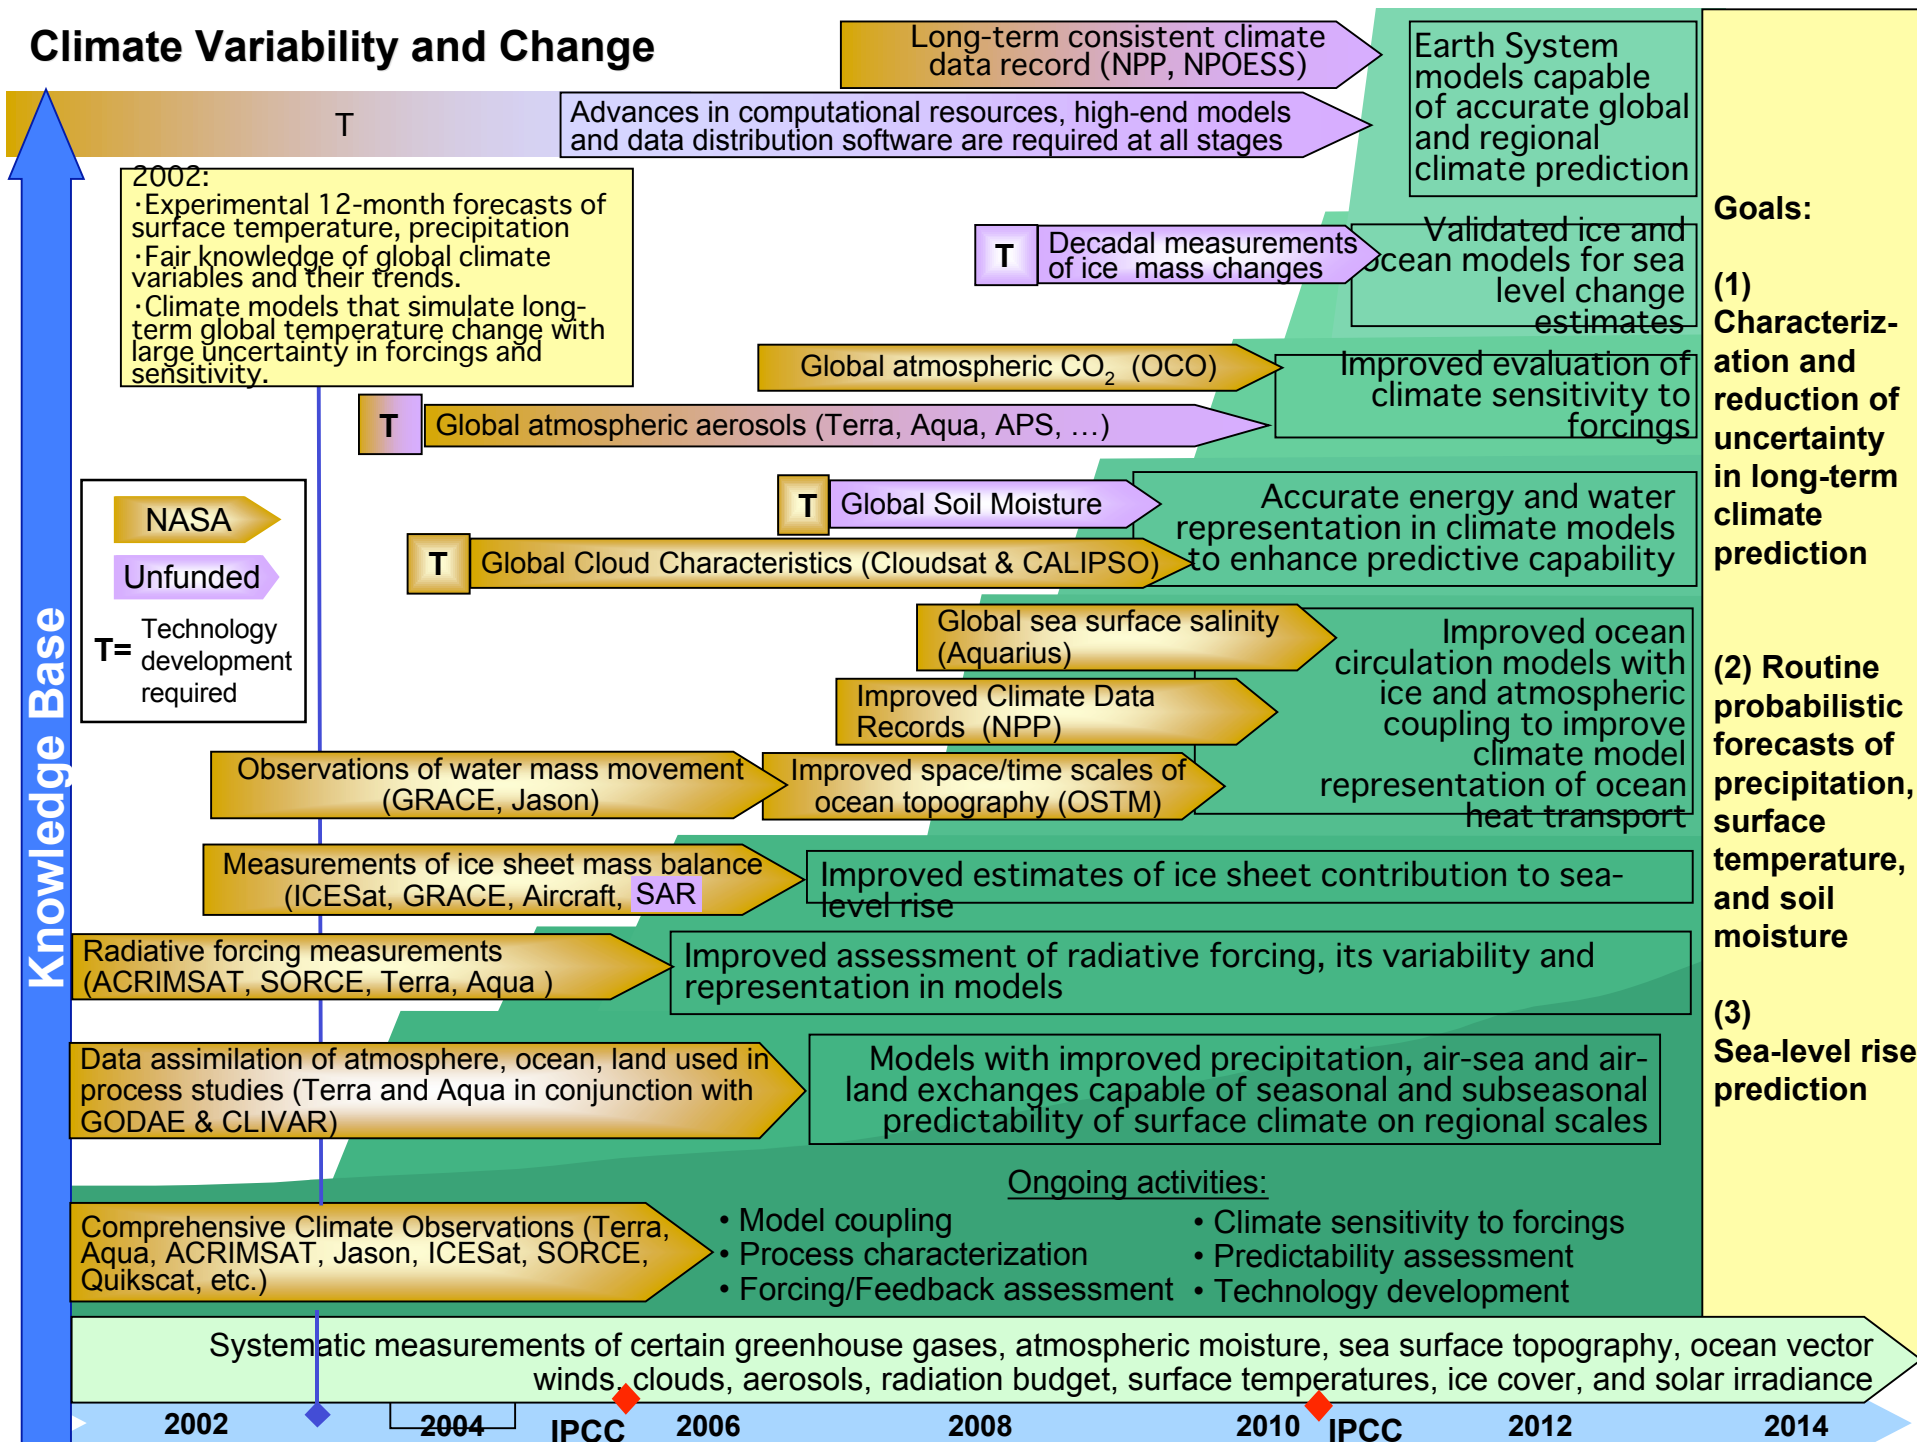 Climate Variability and Change
Long-term consistent climate
data record (NPP, NPOESS)
T
Advances in computational resources, high-end models
and data distribution software are required at all stages
Earth System
models capable
of accurate global
and regional
climate prediction
2002:
·Experimental 12-month forecasts of
surface temperature, precipitation
·Fair knowledge of global climate
variables and their trends.
·Climate models that simulate long-
term global temperature change with
large uncertainty in forcings and
sensitivity.
T
Decadal measurements
of ice mass changes
Validated ice and
ocean models for sea
level change
estimates
Global atmospheric CO2 (OCO)
T
Global atmospheric aerosols (Terra, Aqua, APS, …)
Improved evaluation of
climate sensitivity to
forcings
NASA
Unfunded
T= Technology
development
required
T
Global Soil Moisture
T
Global Cloud Characteristics (Cloudsat & CALIPSO)
Accurate energy and water
representation in climate models
to enhance predictive capability
Global sea surface salinity
(Aquarius)
Improved Climate Data
Records (NPP)
Observations of water mass movement
(GRACE, Jason)
Improved space/time scales of
ocean topography (OSTM)
Improved ocean
circulation models with
ice and atmospheric
coupling to improve
climate model
representation of ocean
heat transport
Measurements of ice sheet mass balance
(ICESat, GRACE, Aircraft, SAR
Improved estimates of ice sheet contribution to sea-
level rise
Radiative forcing measurements
(ACRIMSAT, SORCE, Terra, Aqua )
Improved assessment of radiative forcing, its variability and
representation in models
Data assimilation of atmosphere, ocean, land used in
process studies (Terra and Aqua in conjunction with
GODAE & CLIVAR)
Models with improved precipitation, air-sea and air-
land exchanges capable of seasonal and subseasonal
predictability of surface climate on regional scales
Comprehensive Climate Observations (Terra,
Aqua, ACRIMSAT, Jason, ICESat, SORCE,
Quikscat, etc.)
Ongoing activities:
• Model coupling
• Process characterization
• Forcing/Feedback assessment
• Climate sensitivity to forcings
• Predictability assessment
• Technology development
Systematic measurements of certain greenhouse gases, atmospheric moisture, sea surface topography, ocean vector
winds, clouds, aerosols, radiation budget, surface temperatures, ice cover, and solar irradiance
2002
2004
IPCC
2006
2008
2010
IPCC
2012
2014
Knowledge Base
Goals:
(1)
Characteriz-
ation and
reduction of
uncertainty
in long-term
climate
prediction
(2) Routine
probabilistic
forecasts of
precipitation,
surface
temperature,
and soil
moisture
(3)
Sea-level rise
prediction